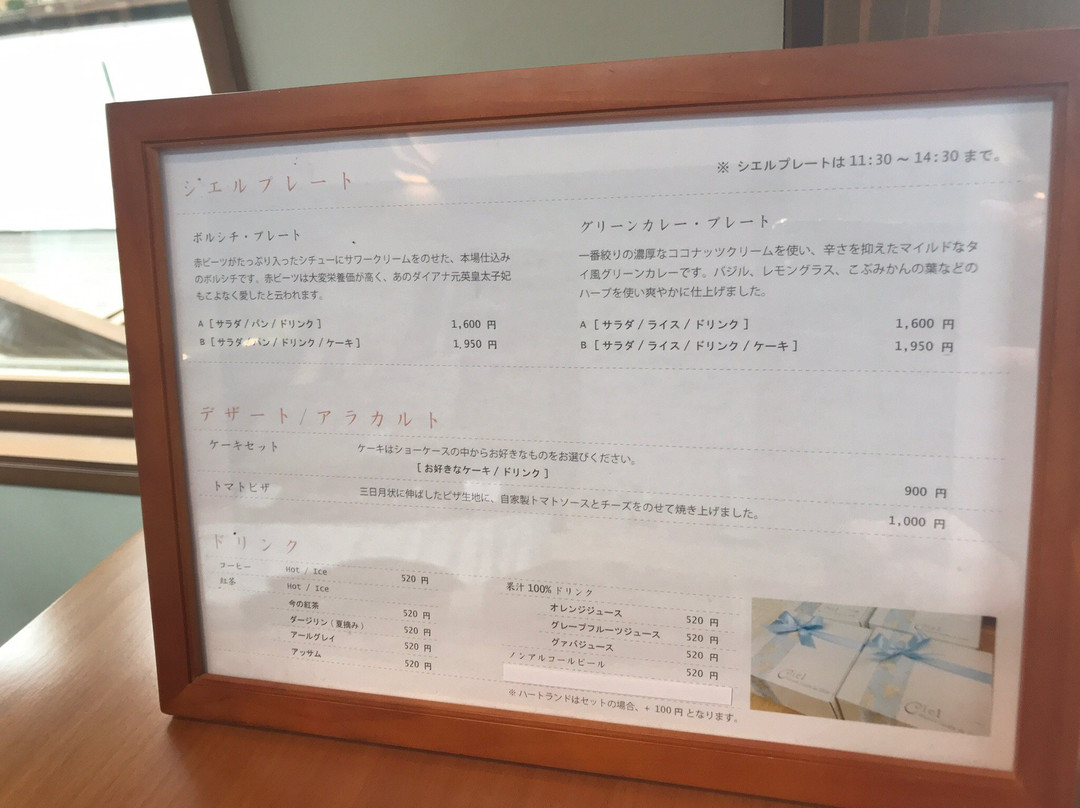 シエルプレート
※ シエルプレートは 11:30 ~ 14:30 まで。
ボルシチ・プレート
赤ビーツがたっぷり入ったシチューにサワークリームをのせた、本場仕込み
のボルシチです。赤ビーツは大変栄養価が高く、あのダイアナ元英皇太子妃
もこよなく愛したと云われます。
A [ サラダ / パン / ドリンク ] 1,600 円
B [ サラダ / パン / ドリンク / ケーキ ] 1,950 円
グリーンカレー・プレート
一番絞りの濃厚なココナッツクリームを使い、辛さを抑えたマイルドなタ
イ風グリーンカレーです。バジル、レモングラス、こぶみかんの葉などの
ハーブを使い爽やかに仕上げました。
A [ サラダ / ライス / ドリンク ] 1,600 円
B [ サラダ / ライス / ドリンク / ケーキ ] 1,950 円
デザート/アラカルト
ケーキセット ケーキはショーケースの中からお好きなものをお選びください。
[ お好きなケーキ / ドリンク ] 900 円
トマトピザ 三日月状に伸ばしたピザ生地に、自家製トマトソースとチーズをのせて焼き上げました。 1,000 円
ドリンク
コーヒー Hot / Ice 520 円
紅茶 Hot / Ice
今の紅茶 520 円
ダージリン ( 夏摘み ) 520 円
アールグレイ 520 円
アッサム 520 円
果汁 100% ドリンク
オレンジジュース 520 円
グレープフルーツジュース 520 円
グァバジュース 520 円
ノンアルコールビール 520 円
※ ハートランドはセットの場合、+ 100 円 となります。
Ciel
Ciel